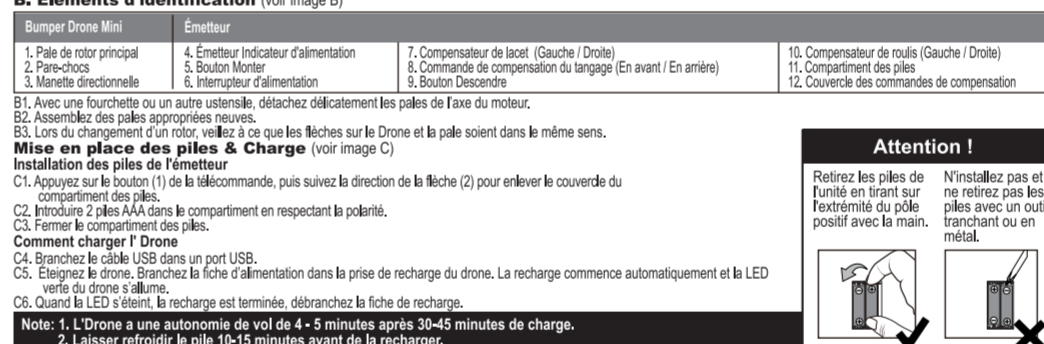 B. Éléments d'identification (voir image B)
Bumper Drone Mini
Émetteur
1. Pale de rotor principal
2. Pare-chocs
3. Manette directionnelle
4. Émetteur Indicateur d'alimentation
5. Bouton Monter
6. Interrupteur d'alimentation
7. Compensateur de lacet (Gauche / Droite)
8. Commande de compensation du tangage (En avant / En arrière)
9. Bouton Descendre
10. Compensateur de roulis (Gauche / Droite)
11. Compartiment des piles
12. Couvercle des commandes de compensation
B1. Avec une fourchette ou un autre ustensile, détachez délicatement les pales de l'axe du moteur.
B2. Assemblez des pales appropriées neuves.
B3. Lors du changement d'un rotor, veillez à ce que les flèches sur le Drone et la pale soient dans le même sens.
Mise en place des piles & Charge (voir image C)
Installation des piles de l'émetteur
C1. Appuyez sur le bouton (1) de la télécommande, puis suivez la direction de la flèche (2) pour enlever le couvercle du
compartiment des piles.
C2. Introduire 2 piles AAA dans le compartiment en respectant la polarité.
C3. Fermer le compartiment des piles.
Comment charger l' Drone
C4. Branchez le câble USB dans un port USB.
C5. Éteignez le drone. Branchez la fiche d'alimentation dans la prise de recharge du drone. La recharge commence automatiquement et la LED
verte du drone s'allume.
C6. Quand la LED s'éteint, la recharge est terminée, débranchez la fiche de recharge.
Note: 1. L'Drone a une autonomie de vol de 4 - 5 minutes après 30-45 minutes de charge.
2. Laisser refroidir le pile 10-15 minutes avant de la recharger.
Attention !
Retirez les piles de
l'unité en tirant sur
l'extrémité du pôle
positif avec la main.
N'installez pas et
ne retirez pas les
piles avec un outi
tranchant ou en
métal.